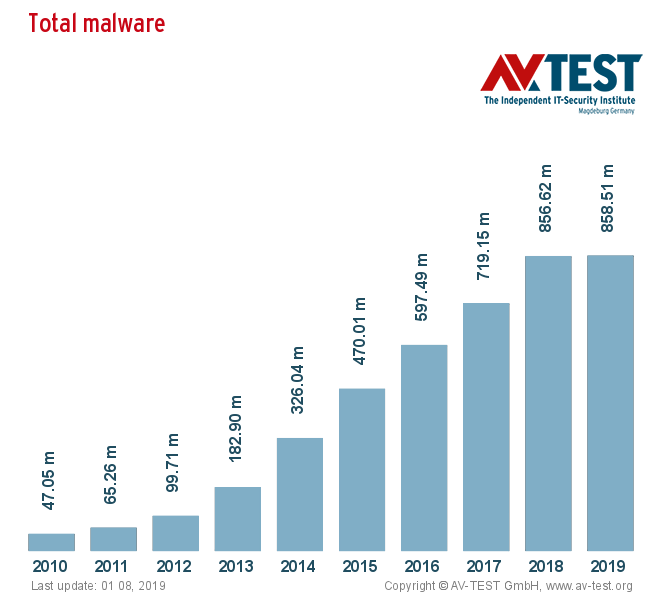 Total malware
AV TEST
The Independent IT-Security Institute
Magdeburg Germany
47.05 m
65.26 m
99.71 m
182.90 m
326.04 m
470.01 m
597.49 m
719.15 m
856.62 m
858.51 m
2010 2011 2012 2013 2014 2015 2016 2017 2018 2019
Last update: 01 08, 2019
Copyright © AV-TEST GmbH, www.av-test.org